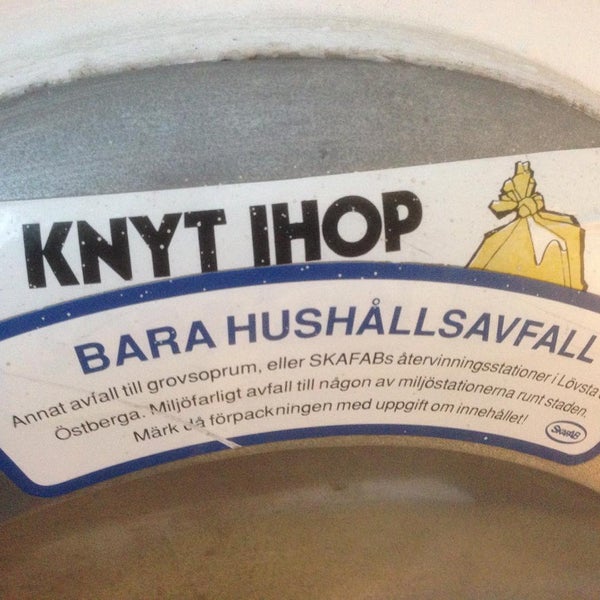 KNYT IHOP
BARA HUSHÅLLSAVFALL
Annat avfall till grovsoprum, eller SKAFABs återvinningsstationer i Lövsta
Östberga. Miljöfarligt avfall till någon av miljöstationerna runt staden.
Märk då förpackningen med uppgift om innehållet!
SKAFAB